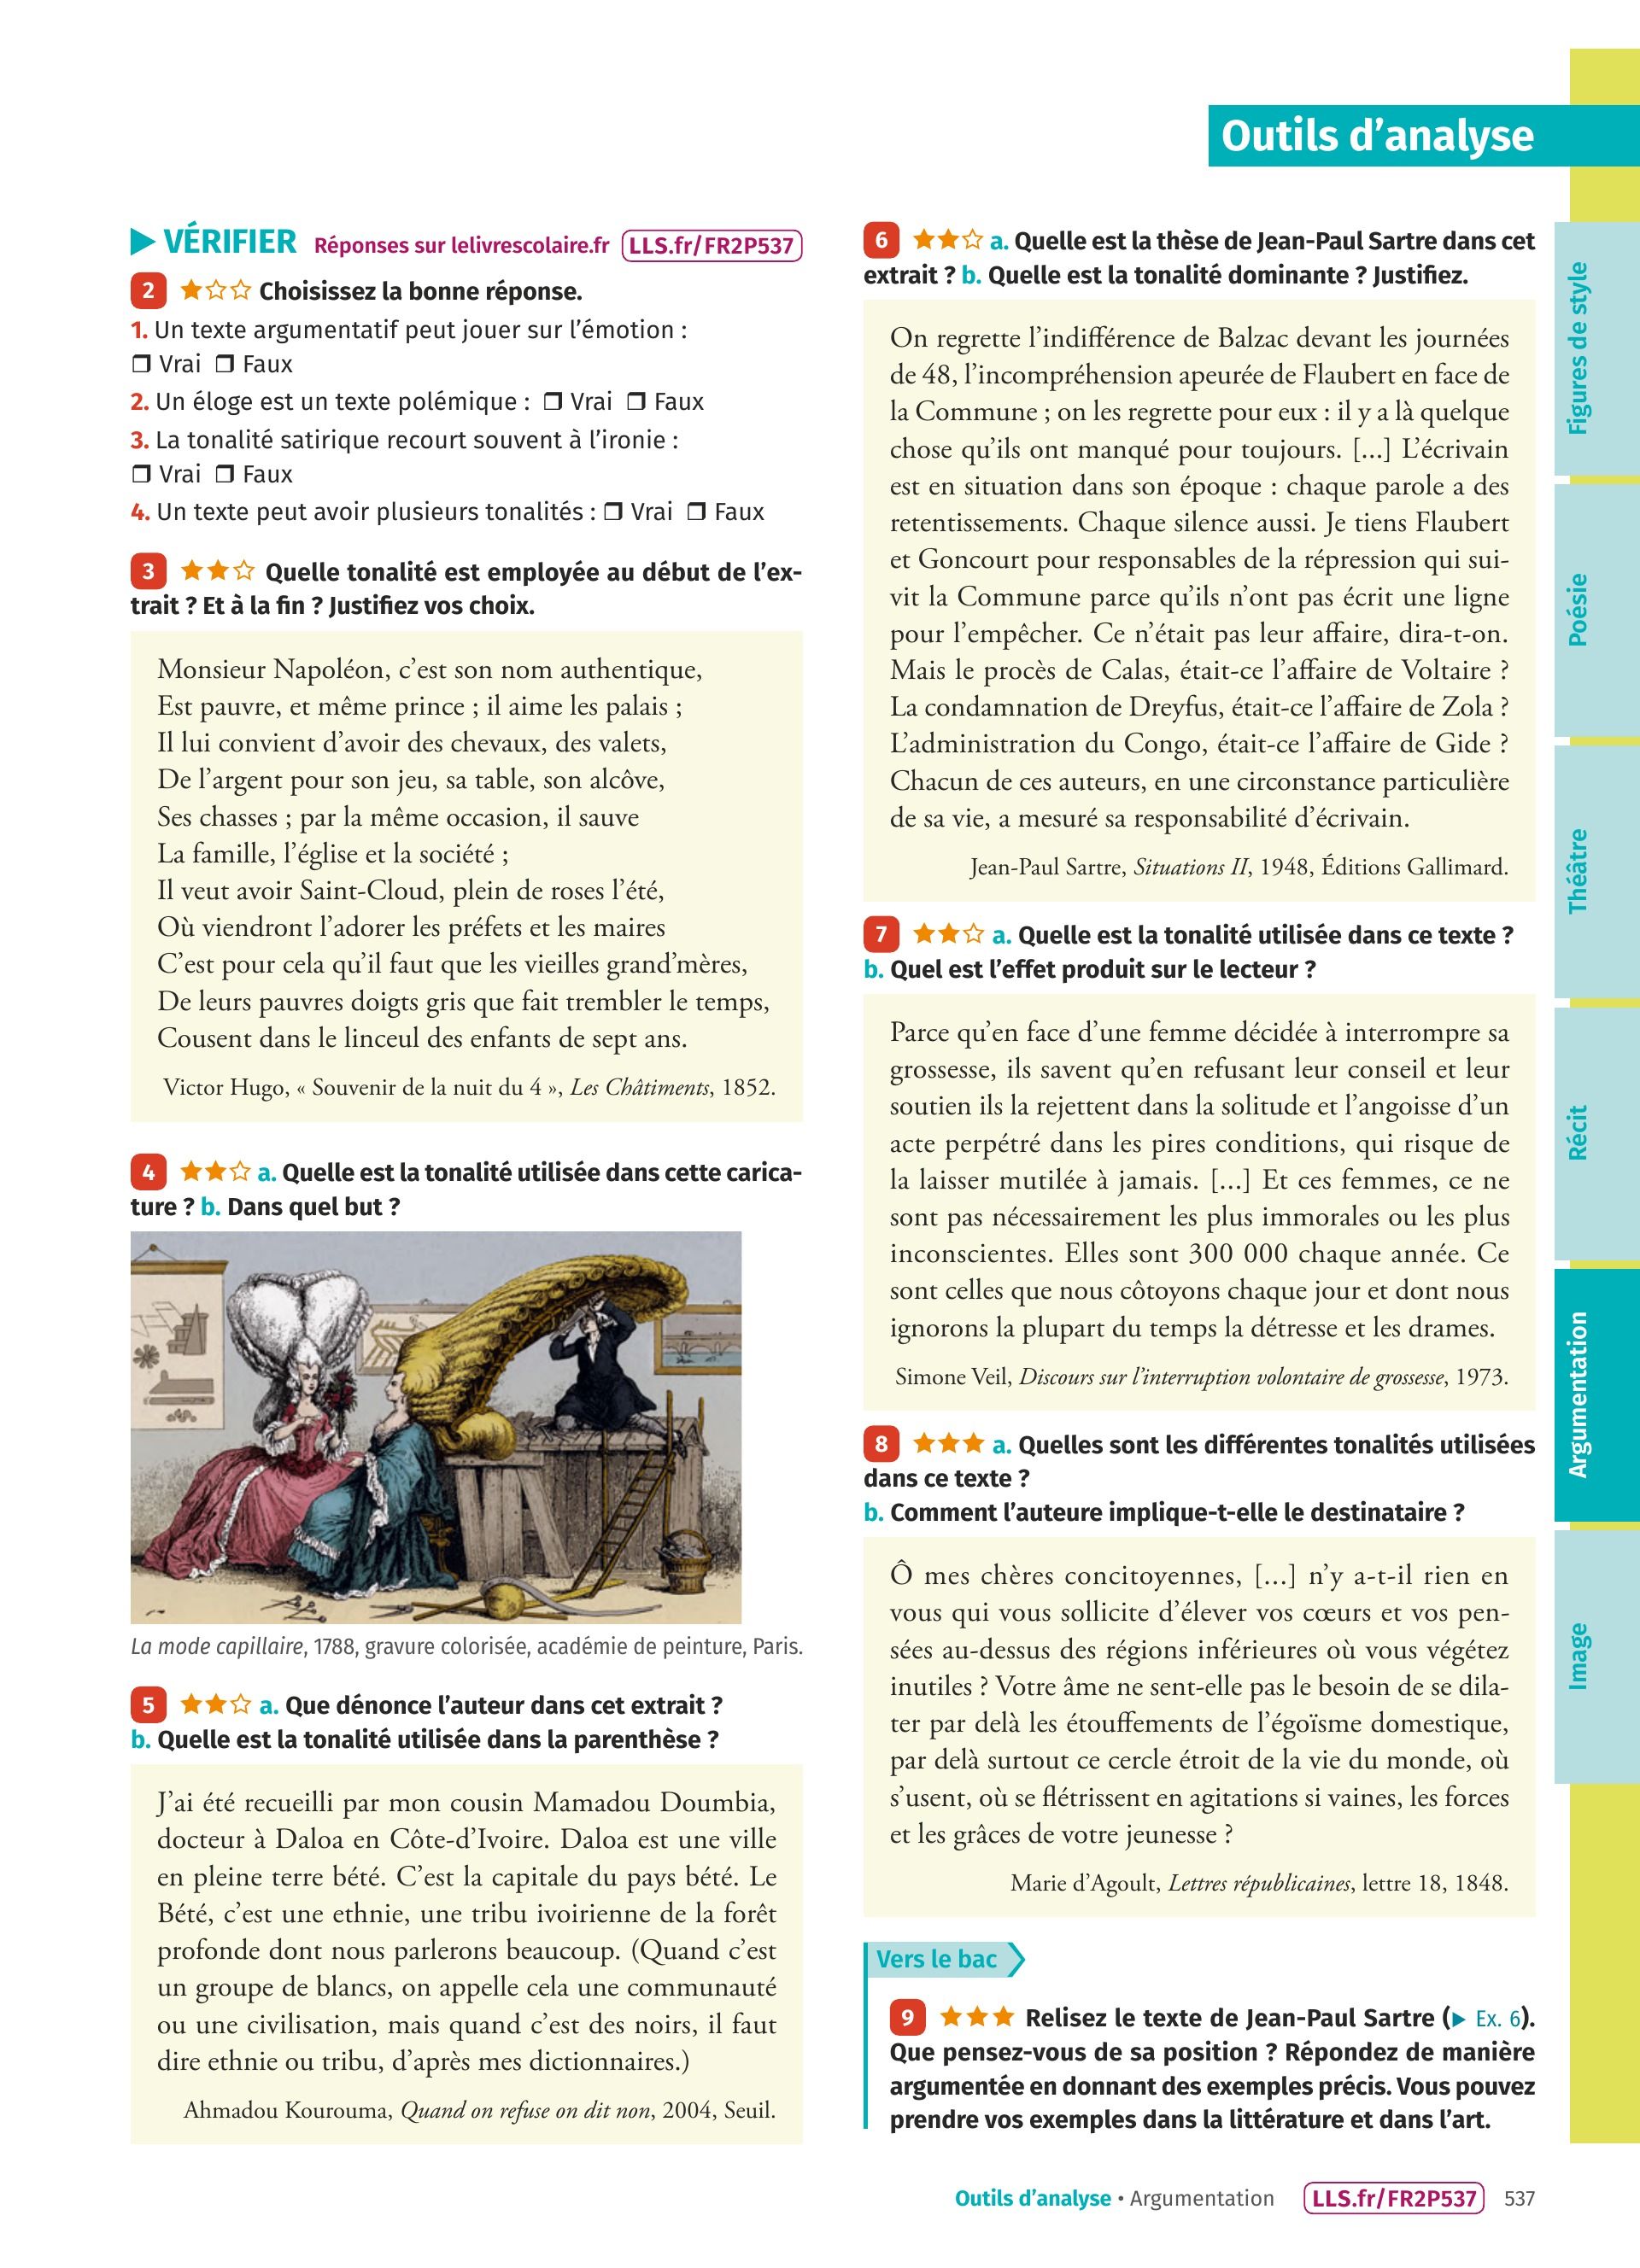 Outils d’analyse
VÉRIFIER Réponses sur lelivrescolaire.fr LLS.fr/FR2P537
2 Choisissez la bonne réponse.
1. Un texte argumentatif peut jouer sur l’émotion :
❒ Vrai ❒ Faux
2. Un éloge est un texte polémique : ❒ Vrai ❒ Faux
3. La tonalité satirique recourt souvent à l’ironie :
❒ Vrai ❒ Faux
4. Un texte peut avoir plusieurs tonalités : ❒ Vrai ❒ Faux
3 Quelle tonalité est employée au début de l’ex-
trait ? Et à la fin ? Justifiez vos choix.
Monsieur Napoléon, c’est son nom authentique,
Est pauvre, et même prince ; il aime les palais ;
Il lui convient d’avoir des chevaux, des valets,
De l’argent pour son jeu, sa table, son alcôve,
Ses chasses ; par la même occasion, il sauve
La famille, l’église et la société ;
Il veut avoir Saint-Cloud, plein de roses l’été,
Où viendront l’adorer les préfets et les maires
C’est pour cela qu’il faut que les vieilles grand’mères,
De leurs pauvres doigts gris que fait trembler le temps,
Cousent dans le linceul des enfants de sept ans.
Victor Hugo, « Souvenir de la nuit du 4 », Les Châtiments, 1852.
4 a. Quelle est la tonalité utilisée dans cette carica-
ture ? b. Dans quel but ?
La mode capillaire, 1788, gravure colorisée, académie de peinture, Paris.
5 a. Que dénonce l’auteur dans cet extrait ?
b. Quelle est la tonalité utilisée dans la parenthèse ?
J’ai été recueilli par mon cousin Mamadou Doumbia,
docteur à Daloa en Côte-d’Ivoire. Daloa est une ville
en pleine terre bété. C’est la capitale du pays bété. Le
Bété, c’est une ethnie, une tribu ivoirienne de la forêt
profonde dont nous parlerons beaucoup. (Quand c’est
un groupe de blancs, on appelle cela une communauté
ou une civilisation, mais quand c’est des noirs, il faut
dire ethnie ou tribu, d’après mes dictionnaires.)
Ahmadou Kourouma, Quand on refuse on dit non, 2004, Seuil.
6 a. Quelle est la thèse de Jean-Paul Sartre dans cet
extrait ? b. Quelle est la tonalité dominante ? Justifiez.
On regrette l’indifférence de Balzac devant les journées
de 48, l’incompréhension apeurée de Flaubert en face de
la Commune ; on les regrette pour eux : il y a là quelque
chose qu’ils ont manqué pour toujours. [...] L’écrivain
est en situation dans son époque : chaque parole a des
retentissements. Chaque silence aussi. Je tiens Flaubert
et Goncourt pour responsables de la répression qui sui-
vit la Commune parce qu’ils n’ont pas écrit une ligne
pour l’empêcher. Ce n’était pas leur affaire, dira-t-on.
Mais le procès de Calas, était-ce l’affaire de Voltaire ?
La condamnation de Dreyfus, était-ce l’affaire de Zola ?
L’administration du Congo, était-ce l’affaire de Gide ?
Chacun de ces auteurs, en une circonstance particulière
de sa vie, a mesuré sa responsabilité d’écrivain.
Jean-Paul Sartre, Situations II, 1948, Éditions Gallimard.
7 a. Quelle est la tonalité utilisée dans ce texte ?
b. Quel est l’effet produit sur le lecteur ?
Parce qu’en face d’une femme décidée à interrompre sa
grossesse, ils savent qu’en refusant leur conseil et leur
soutien ils la rejettent dans la solitude et l’angoisse d’un
acte perpétré dans les pires conditions, qui risque de
la laisser mutilée à jamais. [...] Et ces femmes, ce ne
sont pas nécessairement les plus immorales ou les plus
inconscientes. Elles sont 300 000 chaque année. Ce
sont celles que nous côtoyons chaque jour et dont nous
ignorons la plupart du temps la détresse et les drames.
Simone Veil, Discours sur l’interruption volontaire de grossesse, 1973.
8 a. Quelles sont les différentes tonalités utilisées
dans ce texte ?
b. Comment l’auteure implique-t-elle le destinataire ?
Ô mes chères concitoyennes, [...] n’y a-t-il rien en
vous qui vous sollicite d’élever vos cœurs et vos pen-
sées au-dessus des régions inférieures où vous végétez
inutiles ? Votre âme ne sent-elle pas le besoin de se dila-
ter par delà les étouffements de l’égoïsme domestique,
par delà surtout ce cercle étroit de la vie du monde, où
s’usent, où se flétrissent en agitations si vaines, les forces
et les grâces de votre jeunesse ?
Marie d’Agoult, Lettres républicaines, lettre 18, 1848.
Vers le bac
9 Relisez le texte de Jean-Paul Sartre (▶ Ex. 6).
Que pensez-vous de sa position ? Répondez de manière
argumentée en donnant des exemples précis. Vous pouvez
prendre vos exemples dans la littérature et dans l’art.
Figures de style
Poésie
Théâtre
Récit
Argumentation
Image
Outils d’analyse • Argumentation LLS.fr/FR2P537 537